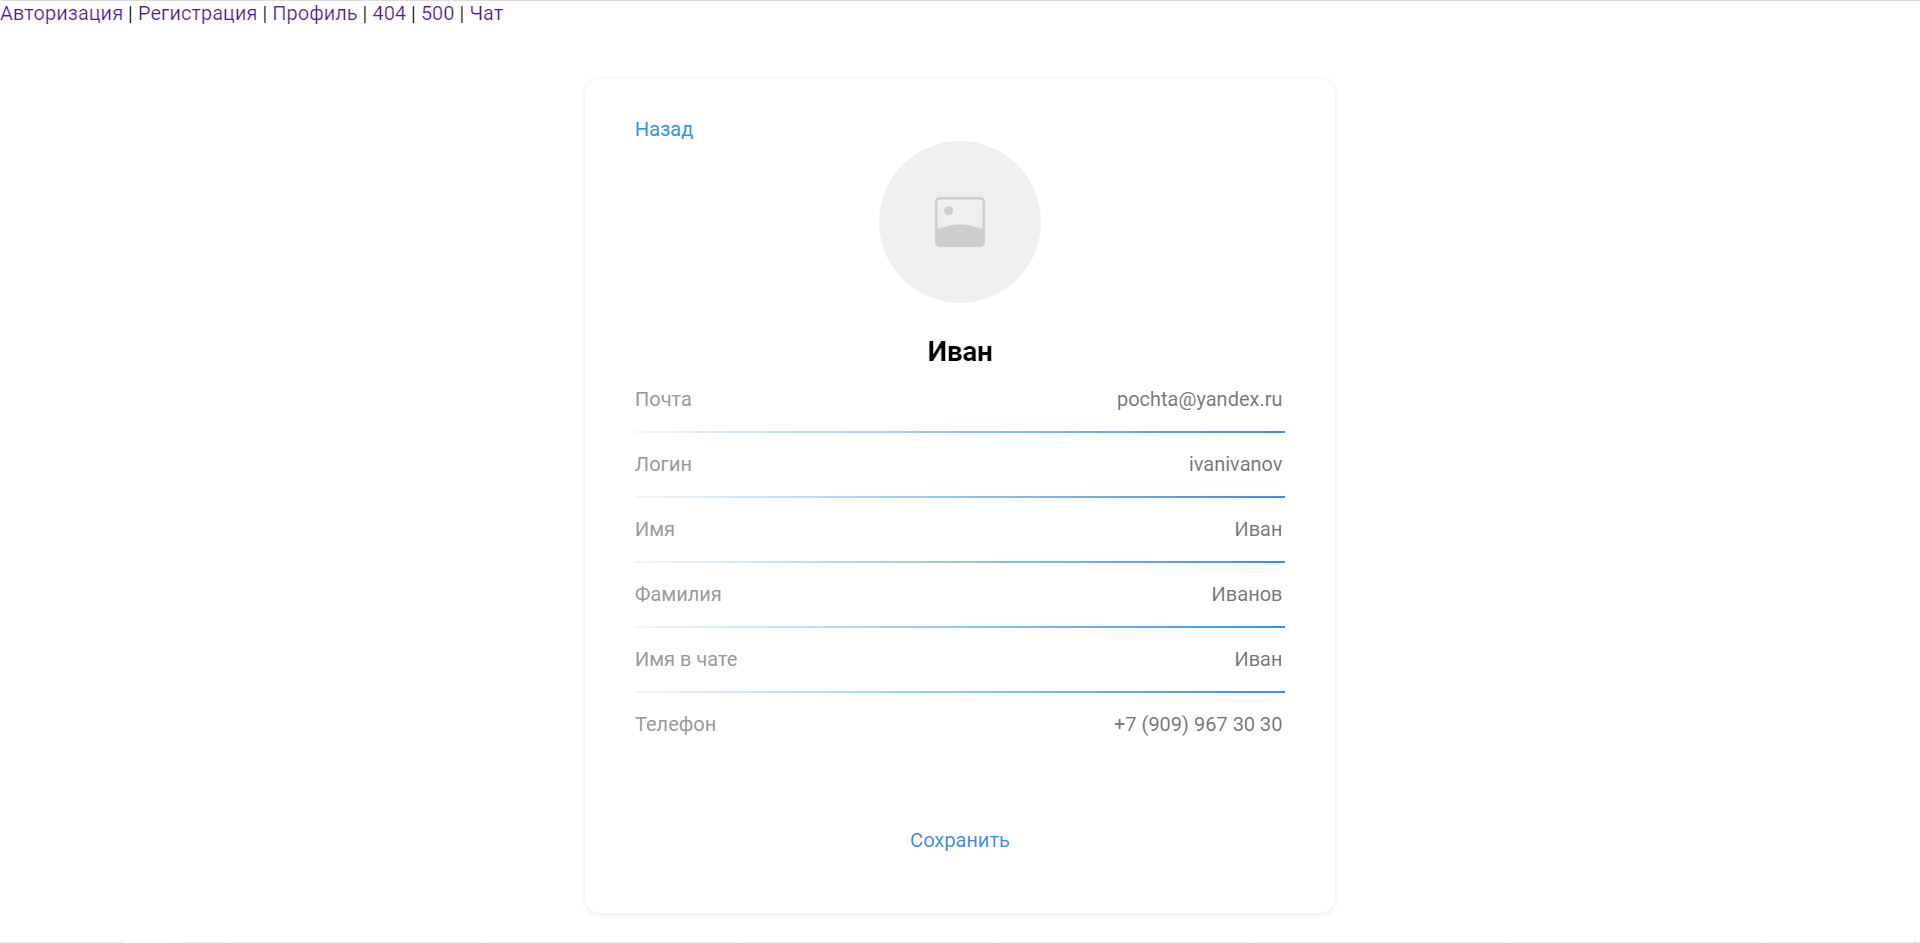 Авторизация | Регистрация | Профиль | 404 | 500 | Чат
Назад
Иван
Почта pochta@yandex.ru
Логин ivanivanov
Имя Иван
Фамилия Иванов
Имя в чате Иван
Телефон +7 (909) 967 30 30
Сохранить